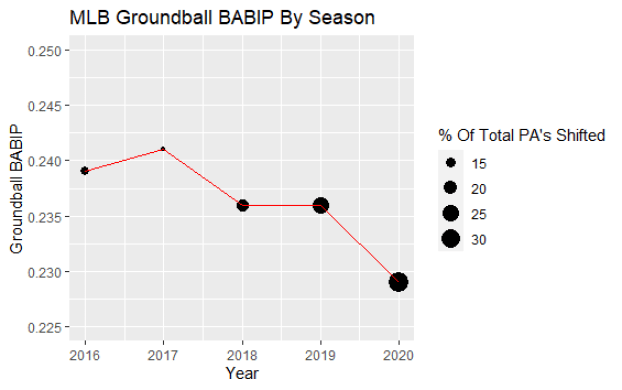 MLB Groundball BABIP By Season
0.250
0.245
0.240
0.235
0.230
0.225
Groundball BABIP
2016 2017 2018 2019 2020
Year
% Of Total PA's Shifted
15
20
25
30